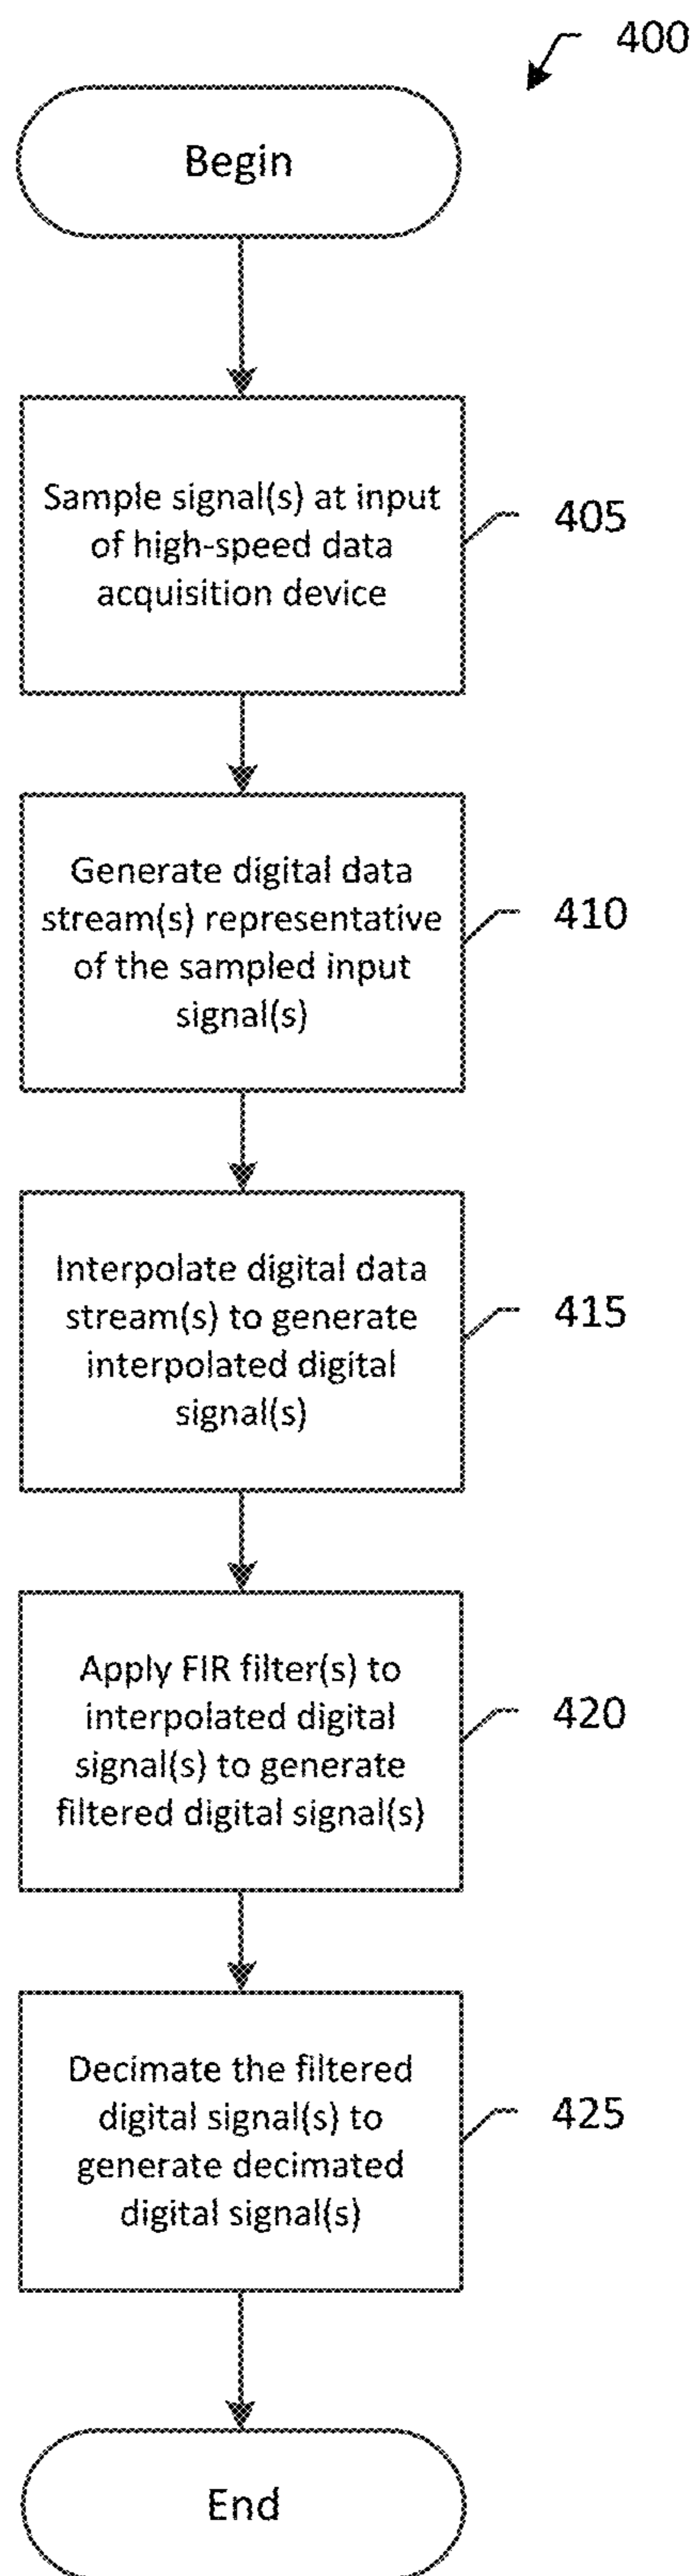 400
Begin
Sample signal(s) at input
of high-speed data
acquisition device
405
Generate digital data
stream(s) representative
of the sampled input
signal(s)
410
Interpolate digital data
stream(s) to generate
interpolated digital
signal(s)
415
Apply FIR filter(s) to
interpolated digital
signal(s) to generate
filtered digital signal(s)
420
Decimate the filtered
digital signal(s) to
generate decimated
digital signal(s)
425
End